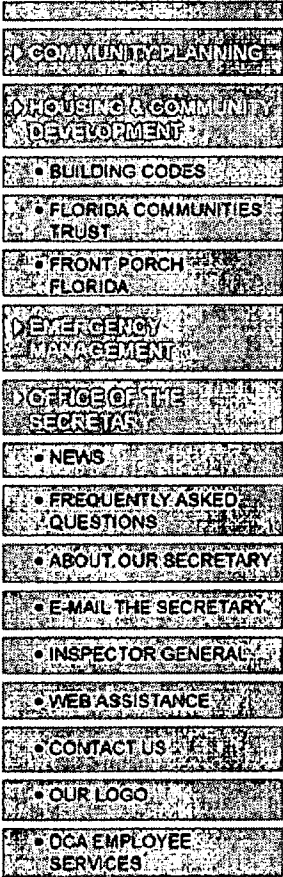 COMMUNITY PLANNING
HOUSING & COMMUNITY
DEVELOPMENT
• BUILDING CODES
• FLORIDA COMMUNITIES
TRUST
• FRONT PORCH
FLORIDA
EMERGENCY
MANAGEMENT
OFFICE OF THE
SECRETARY
• NEWS
• FREQUENTLY ASKED
QUESTIONS
• ABOUT OUR SECRETARY
• E-MAIL THE SECRETARY
• INSPECTOR GENERAL
• WEB ASSISTANCE
• CONTACT US
• OUR LOGO
• DCA EMPLOYEE
SERVICES